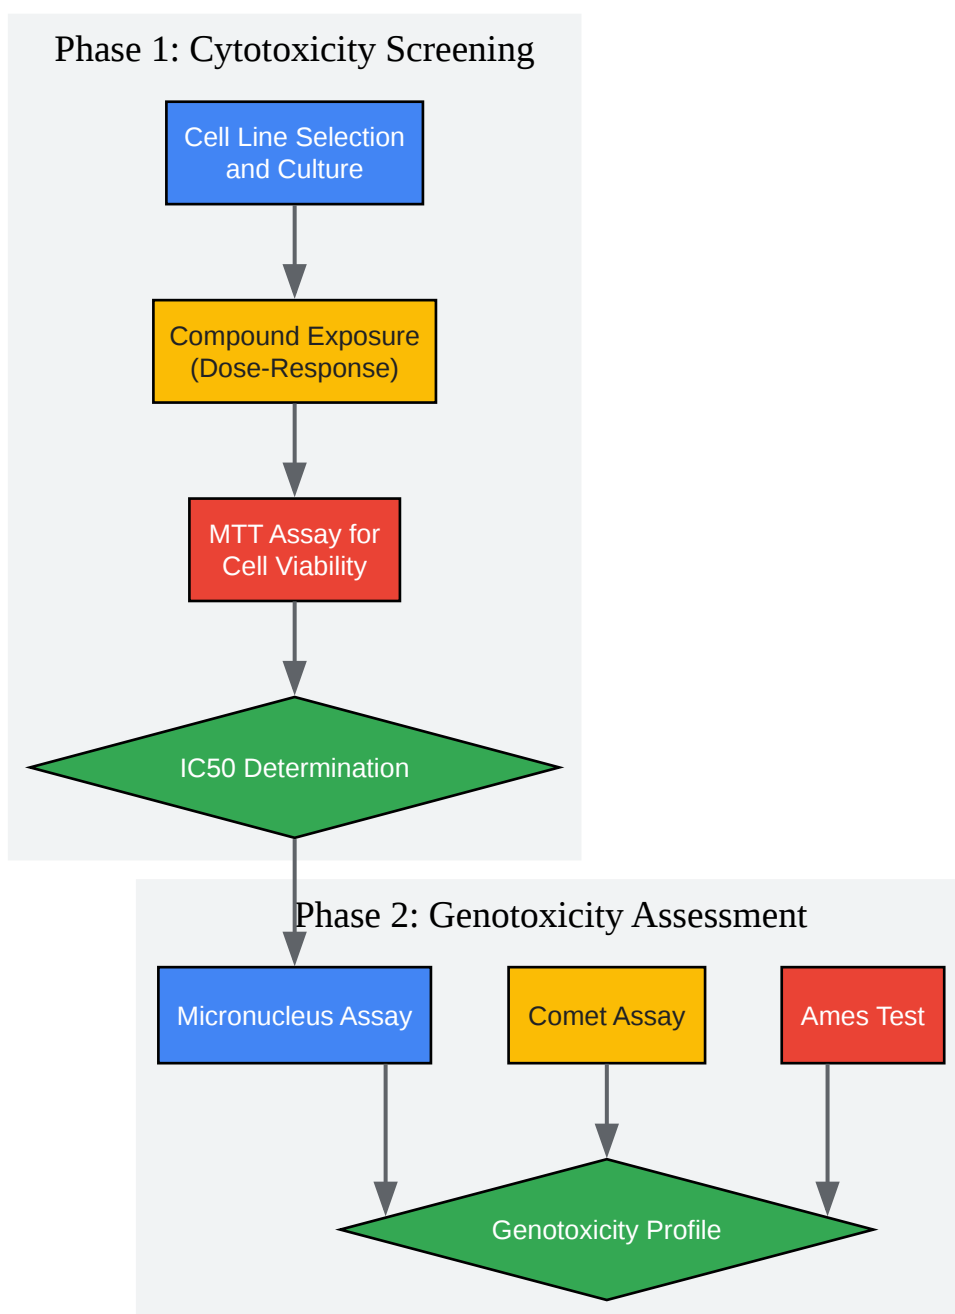 Phase 1: Cytotoxicity Screening
Cell Line Selection
and Culture
Compound Exposure
(Dose-Response)
MTT Assay for
Cell Viability
IC50 Determination
Phase 2: Genotoxicity Assessment
Micronucleus Assay
Comet Assay
Ames Test
Genotoxicity Profile